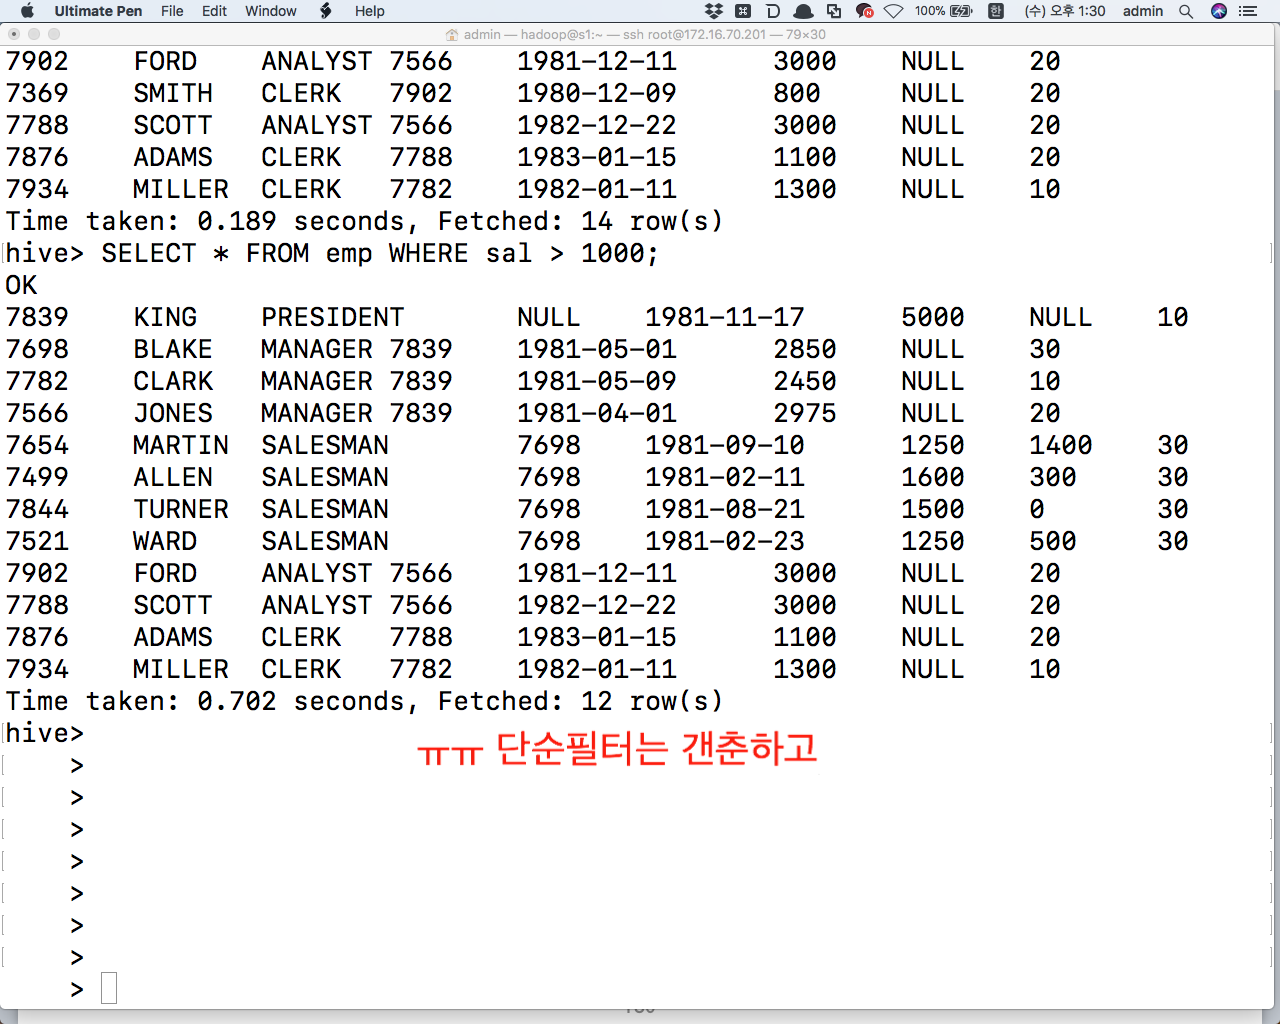 Ultimate Pen File Edit Window Help 100% (수) 오후 1:30 admin
admin — hadoop@s1:~ — ssh root@172.16.70.201 — 79×30
7902 FORD ANALYST 7566 1981-12-11 3000 NULL 20
7369 SMITH CLERK 7902 1980-12-09 800 NULL 20
7788 SCOTT ANALYST 7566 1982-12-22 3000 NULL 20
7876 ADAMS CLERK 7788 1983-01-15 1100 NULL 20
7934 MILLER CLERK 7782 1982-01-11 1300 NULL 10
Time taken: 0.189 seconds, Fetched: 14 row(s)
hive> SELECT * FROM emp WHERE sal > 1000;
OK
7839 KING PRESIDENT NULL 1981-11-17 5000 NULL 10
7698 BLAKE MANAGER 7839 1981-05-01 2850 NULL 30
7782 CLARK MANAGER 7839 1981-05-09 2450 NULL 10
7566 JONES MANAGER 7839 1981-04-01 2975 NULL 20
7654 MARTIN SALESMAN 7698 1981-09-10 1250 1400 30
7499 ALLEN SALESMAN 7698 1981-02-11 1600 300 30
7844 TURNER SALESMAN 7698 1981-08-21 1500 0 30
7521 WARD SALESMAN 7698 1981-02-23 1250 500 30
7902 FORD ANALYST 7566 1981-12-11 3000 NULL 20
7788 SCOTT ANALYST 7566 1982-12-22 3000 NULL 20
7876 ADAMS CLERK 7788 1983-01-15 1100 NULL 20
7934 MILLER CLERK 7782 1982-01-11 1300 NULL 10
Time taken: 0.702 seconds, Fetched: 12 row(s)
hive>
ㅠㅠ 단순필터는 갠춘하고
>
>
>
>
>
>
>
>